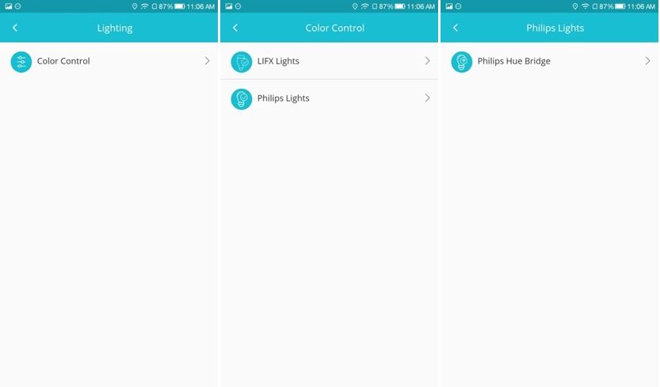 87% 11:06 AM
Lighting
Color Control
87% 11:06 AM
Color Control
LIFX Lights
Philips Lights
87% 11:06 AM
Philips Lights
Philips Hue Bridge